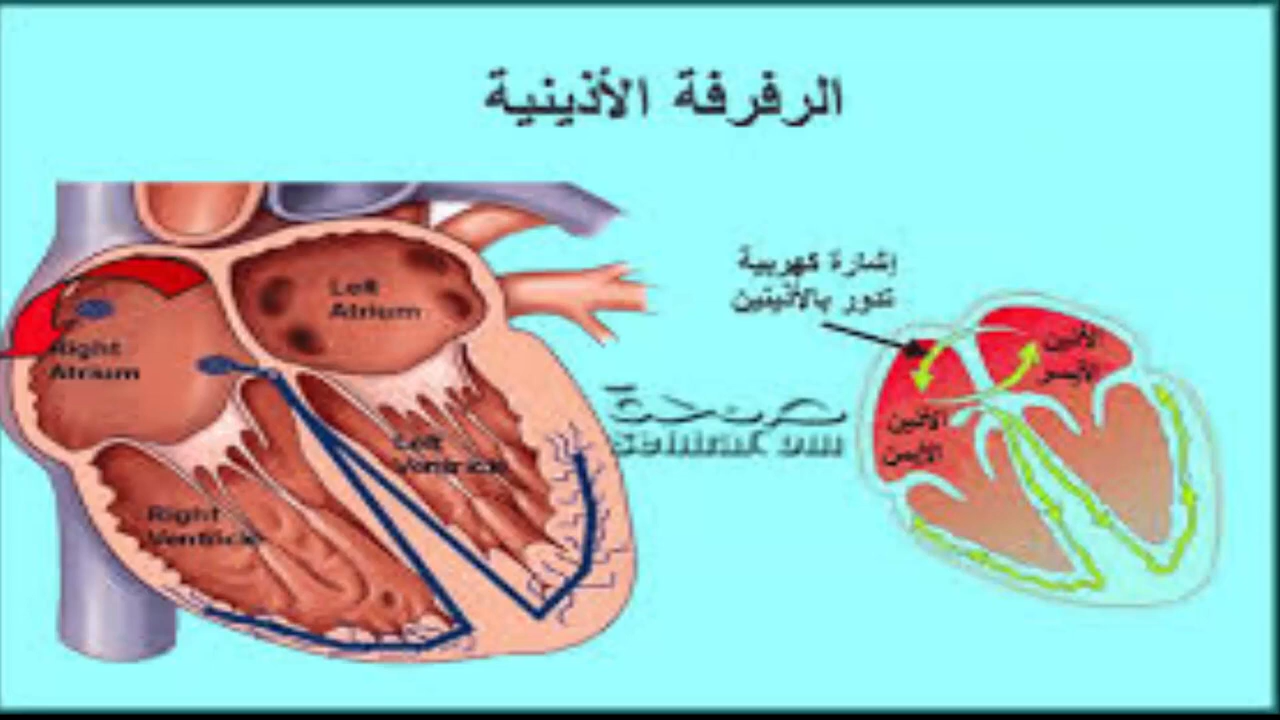 الرفرفة الأذينية
إشارة كهربية
تدور بالأذينين
Left
Atrium
Right
Atrium
Left
Ventricle
Right
Ventricle
الأذين
الأيسر
الأذين
الأيمن